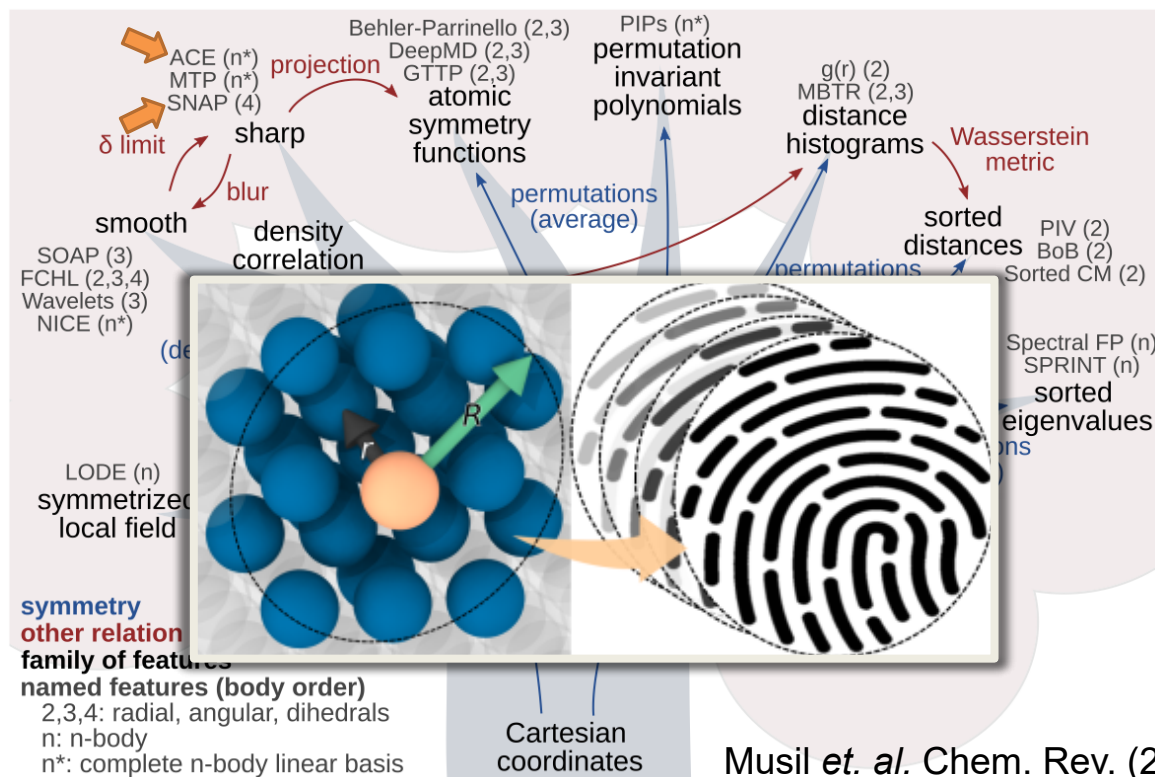 ACE (n*)
MTP (n*)
SNAP (4)
sharp
projection
δ limit
blur
smooth
SOAP (3)
FCHL (2,3,4)
Wavelets (3)
NICE (n*)
density
correlation
Behler-Parrinello (2,3)
DeepMD (2,3)
GTTP (2,3)
atomic
symmetry
functions
PIPs (n*)
permutation
invariant
polynomials
permutations
(average)
g(r) (2)
MBTR (2,3)
distance
histograms
Wasserstein
metric
sorted
distances
PIV (2)
BoB (2)
Sorted CM (2)
permutations
Spectral FP (n)
SPRINT (n)
sorted
eigenvalues
LODE (n)
symmetrized
local field
R
r
symmetry
other relation
family of features
named features (body order)
2,3,4: radial, angular, dihedrals
n: n-body
n*: complete n-body linear basis
Cartesian
coordinates
Musil et. al. Chem. Rev. (2